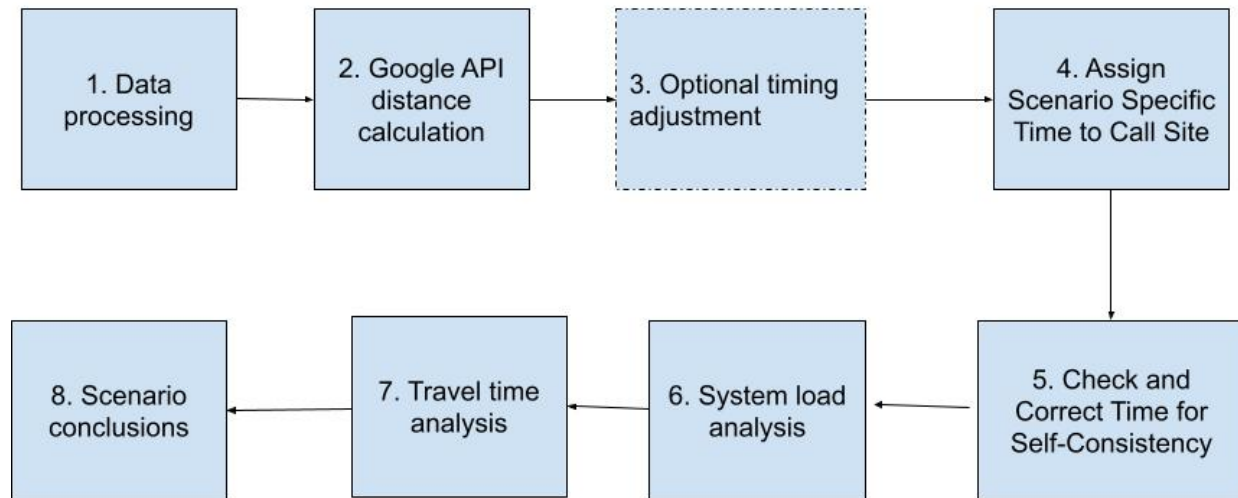 1. Data
processing
2. Google API
distance
calculation
3. Optional timing
adjustment
4. Assign
Scenario Specific
Time to Call Site
5. Check and
Correct Time for
Self-Consistency
6. System load
analysis
7. Travel time
analysis
8. Scenario
conclusions